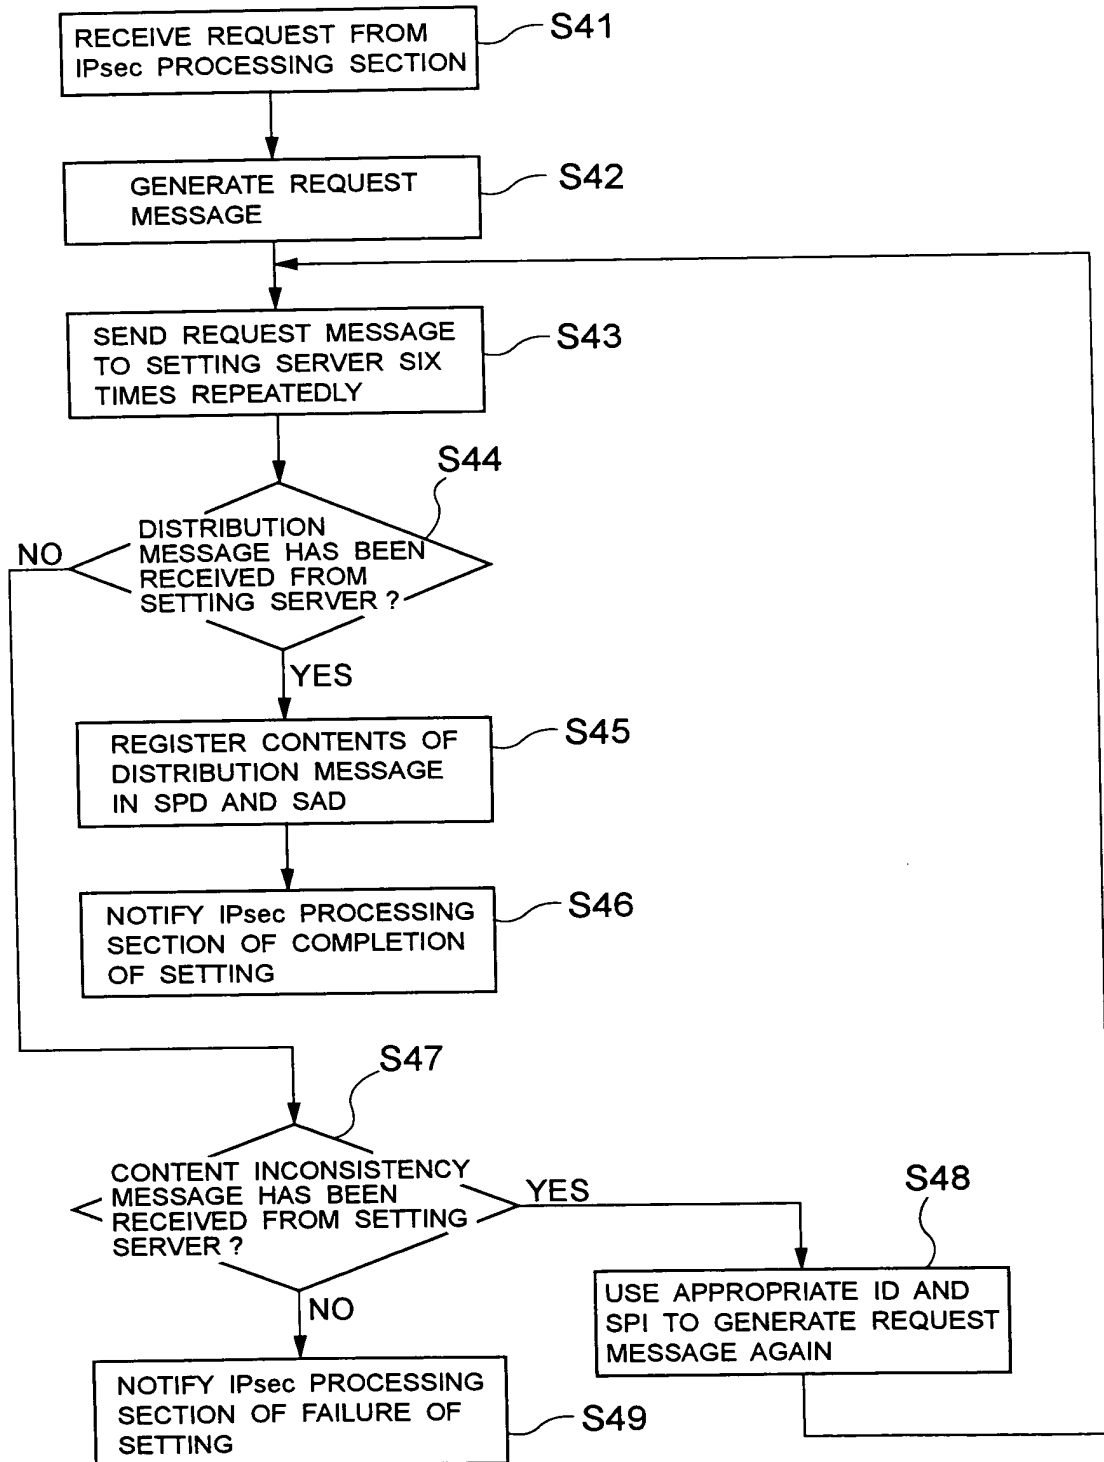 RECEIVE REQUEST FROM
IPsec PROCESSING SECTION
S41
GENERATE REQUEST
MESSAGE
S42
SEND REQUEST MESSAGE
TO SETTING SERVER SIX
TIMES REPEATEDLY
S43
S44
DISTRIBUTION
MESSAGE HAS BEEN
RECEIVED FROM
SETTING SERVER ?
NO
YES
REGISTER CONTENTS OF
DISTRIBUTION MESSAGE
IN SPD AND SAD
S45
NOTIFY IPsec PROCESSING
SECTION OF COMPLETION
OF SETTING
S46
S47
CONTENT INCONSISTENCY
MESSAGE HAS BEEN
RECEIVED FROM SETTING
SERVER ?
YES
NO
S48
USE APPROPRIATE ID AND
SPI TO GENERATE REQUEST
MESSAGE AGAIN
NOTIFY IPsec PROCESSING
SECTION OF FAILURE OF
SETTING
S49